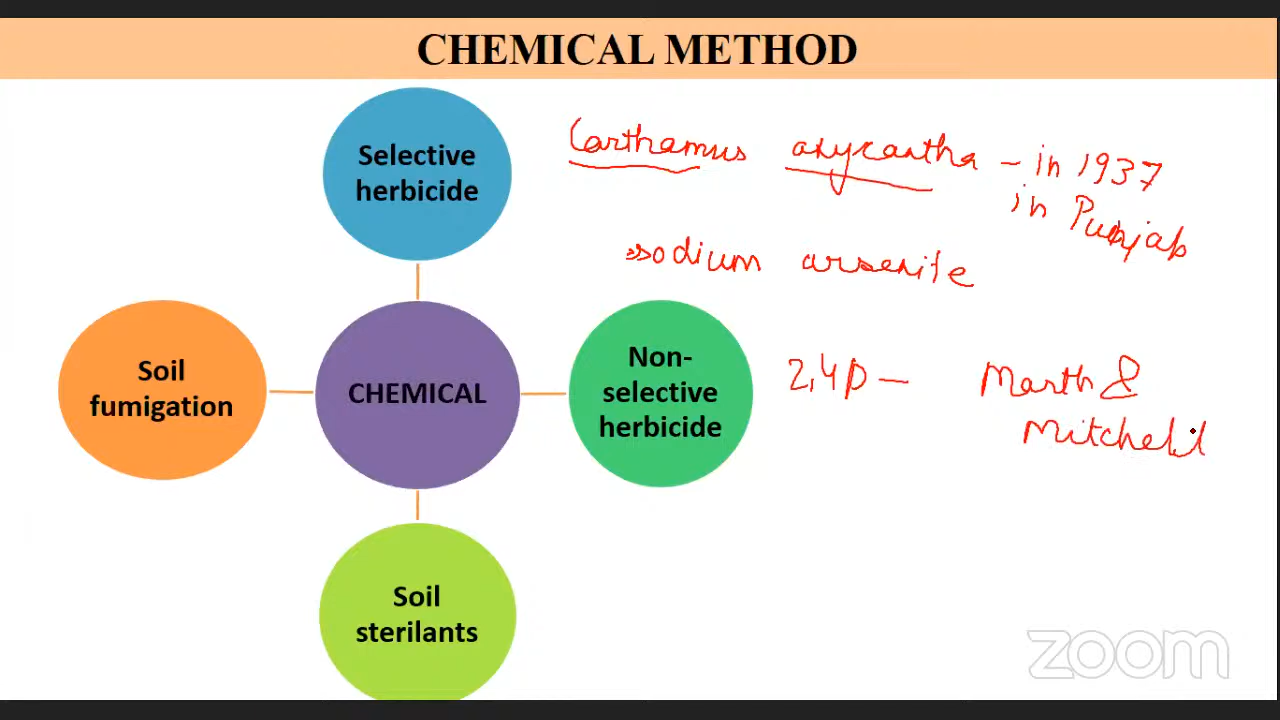 CHEMICAL METHOD
Selective
herbicide
Carthamus oxycantha - in 1937
in Punjab
sodium arsenite
Soil
fumigation
CHEMICAL
Non-
selective
herbicide
2,4D - Marth &
Mitchell
Soil
sterilants
zoom